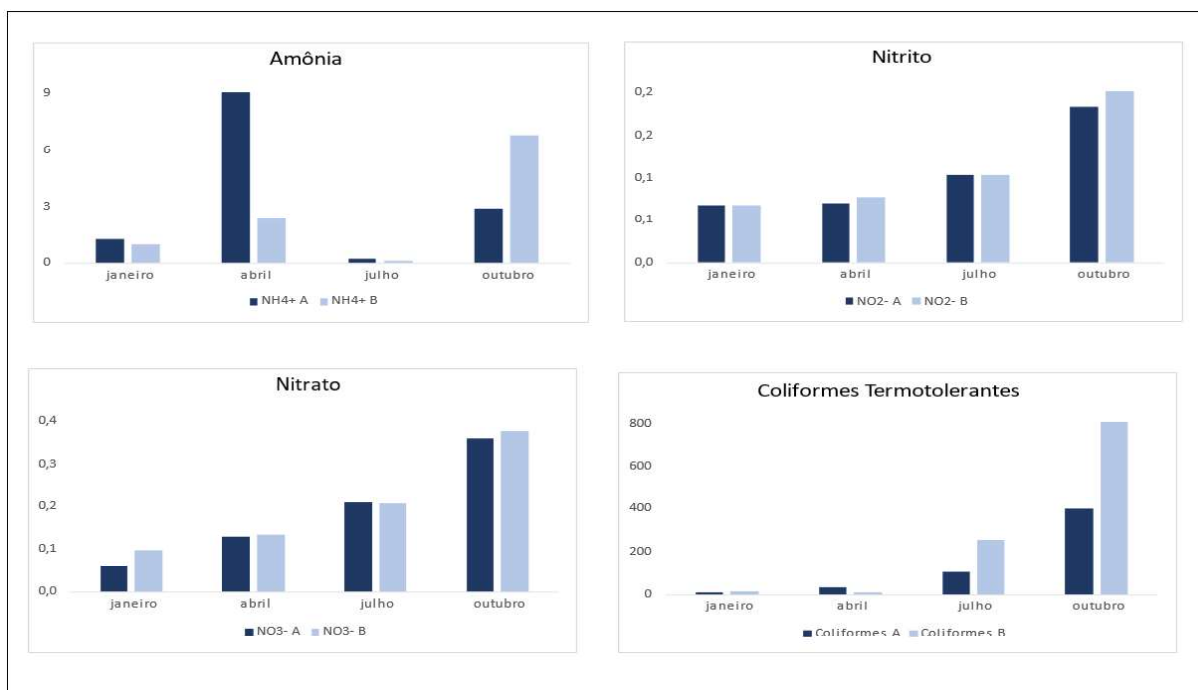 Amônia
9
6
3
0
janeiro abril julho outubro
NH4+ A NH4+ B
Nitrito
0,2
0,2
0,1
0,1
0,0
janeiro abril julho outubro
NO2- A NO2- B
Nitrato
0,4
0,3
0,2
0,1
0,0
janeiro abril julho outubro
NO3- A NO3- B
Coliformes Termotolerantes
800
600
400
200
0
janeiro abril julho outubro
Coliformes A Coliformes B